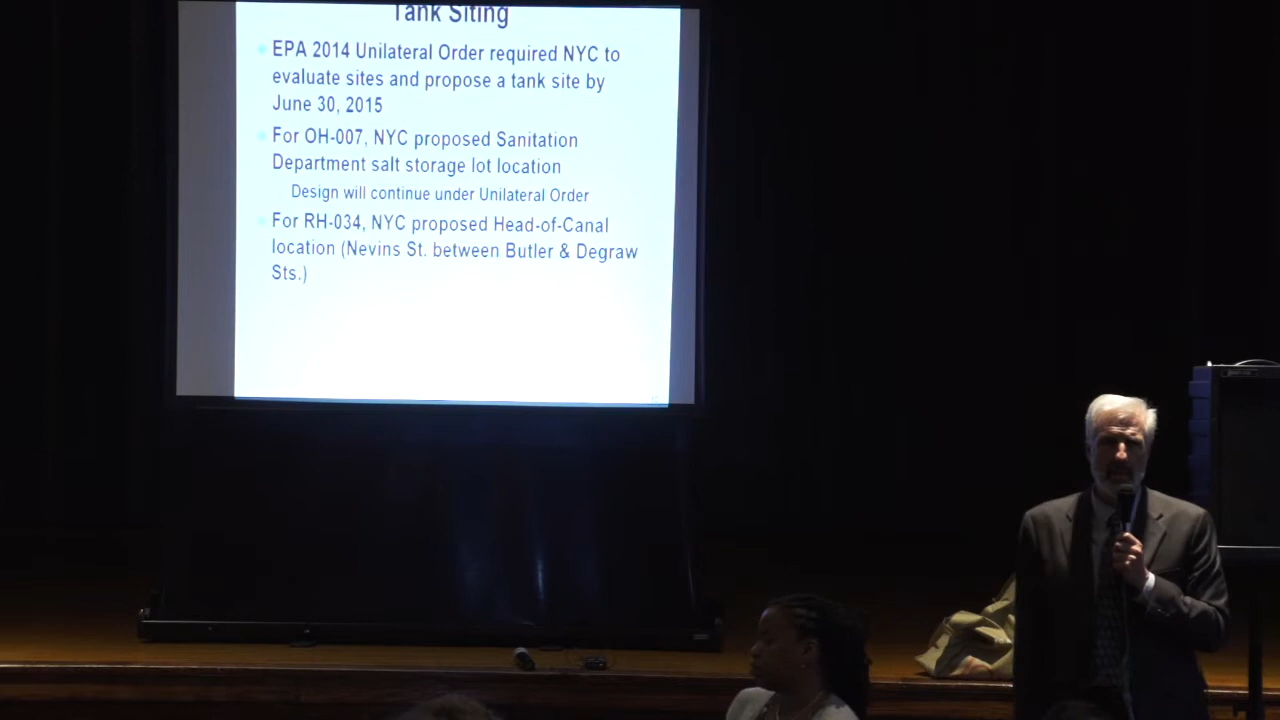 Tank Siting
EPA 2014 Unilateral Order required NYC to
evaluate sites and propose a tank site by
June 30, 2015
For OH-007, NYC proposed Sanitation
Department salt storage lot location
Design will continue under Unilateral Order
For RH-034, NYC proposed Head-of-Canal
location (Nevins St. between Butler & Degraw
Sts.)